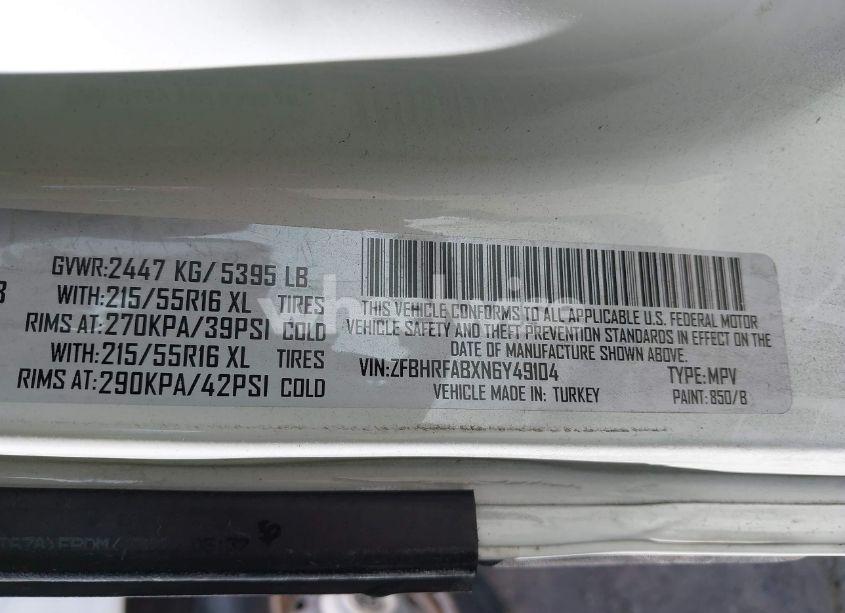 GVWR:2447 KG/ 5395 LB
WITH:215/55R16 XL TIRES
RIMS AT:270KPA/39PSI COLD
WITH:215/55R16 XL TIRES
RIMS AT:290KPA/42PSI COLD
THIS VEHICLE CONFORMS TO ALL APPLICABLE U.S. FEDERAL MOTOR
VEHICLE SAFETY AND THEFT PREVENTION STANDARDS IN EFFECT ON THE
DATE OF MANUFACTURE SHOWN ABOVE.
VIN:ZFBHRFABXN6Y49104 TYPE:MPV
VEHICLE MADE IN: TURKEY PAINT:850/B